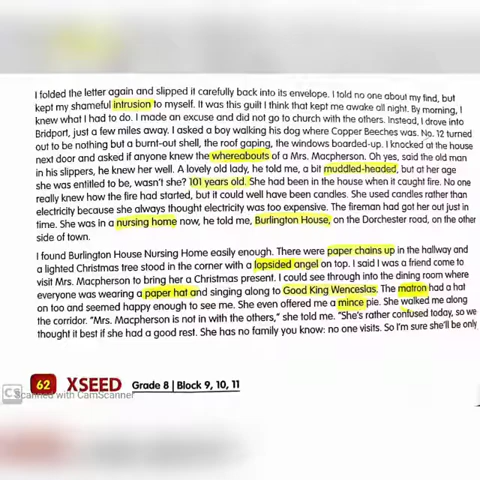 I folded the letter again and slipped it carefully back into its envelope. I told no one about my find, but
kept my shameful intrusion to myself. It was this guilt I think that kept me awake all night. By morning, I
knew what I had to do. I made an excuse and did not go to church with the others. Instead, I drove into
Bridport, just a few miles away. I asked a boy walking his dog where Copper Beeches was. No. 12 turned
out to be nothing but a burnt-out shell, the roof gaping, the windows boarded-up. I knocked at the house
next door and asked if anyone knew the whereabouts of a Mrs. Macpherson. Oh yes, said the old man
in his slippers, he knew her well. A lovely old lady, he told me, a bit muddled-headed, but at her age
she was entitled to be, wasn't she? 101 years old. She had been in the house when it caught fire. No one
really knew how the fire had started, but it could well have been candles. She used candles rather than
electricity because she always thought electricity was too expensive. The fireman had got her out just in
time. She was in a nursing home now, he told me, Burlington House, on the Dorchester road, on the other
side of town.
I found Burlington House Nursing Home easily enough. There were paper chains up in the hallway and
a lighted Christmas tree stood in the corner with a lopsided angel on top. I said I was a friend come to
visit Mrs. Macpherson to bring her a Christmas present. I could see through into the dining room where
everyone was wearing a paper hat and singing along to Good King Wenceslas. The matron had a hat
on too and seemed happy enough to see me. She even offered me a mince pie. She walked me along
the corridor. "Mrs. Macpherson is not in with the others," she told me. "She's rather confused today, so we
thought it best if she had a good rest. She has no family you know: no one visits. So I'm sure she'll be only
62 XSEED Grade 8 | Block 9, 10, 11
CS Scanned with CamScanner